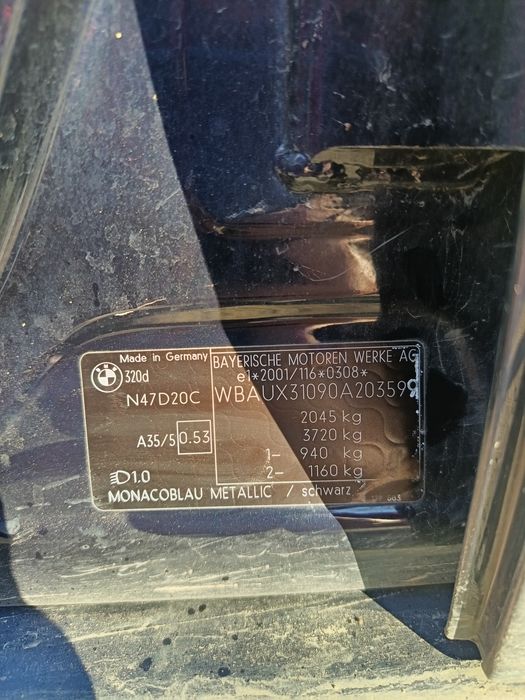 BMW
Made in Germany
320d
N47D20C
A35/5 0.53
1.0
MONACOBLAU METALLIC / schwarz
BAYERISCHE MOTOREN WERKE AG
e1*2001/116*0308*
2045 kg
3720 kg
1- 940 kg
2- 1160 kg